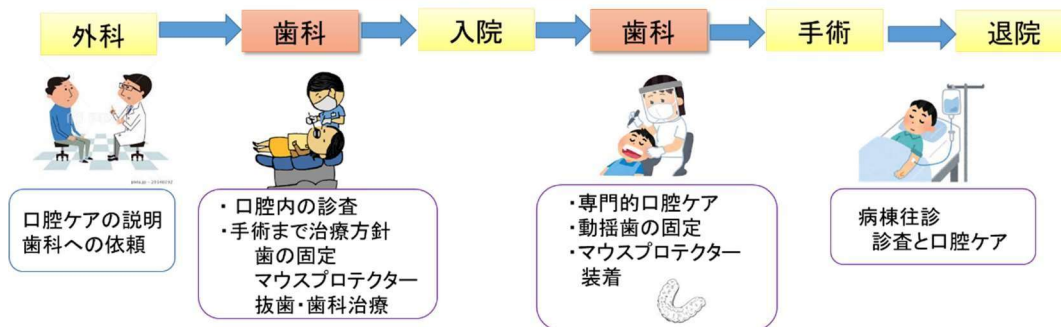 外科
歯科
入院
歯科
手術
退院
口腔ケアの説明
歯科への依頼
・ 口腔内の診査
・手術まで治療方針
歯の固定
マウスプロテクター
抜歯・歯科治療
・専門的口腔ケア
・動揺歯の固定
・マウスプロテクター
装着
病棟往診
診査と口腔ケア